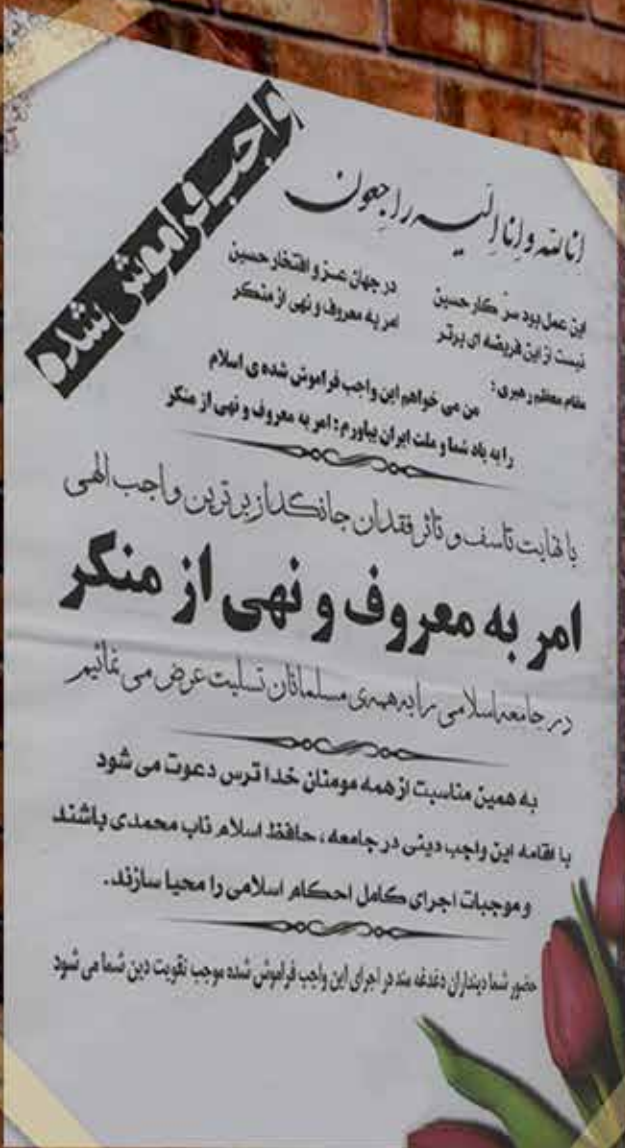 واجب فراموش شده
انا لله و انا الیه راجعون
این عمل بود سرّ کار حسین در جهان عز و افتخار حسین
نیست از این فریضه ای برتر امر به معروف و نهی از منکر
مقام معظم رهبری:
من می خواهم این واجب فراموش شده ی اسلام
را به یاد شما و ملت ایران بیاورم: امر به معروف و نهی از منکر
با نهایت تاسف و تاثر فقدان جانگداز برترین واجب الهی
امر به معروف و نهی از منکر
در جامعه اسلامی را به همه‌ی مسلمانان تسلیت عرض می نمائیم
به همین مناسبت از همه مومنان خدا ترس دعوت می شود
با اقامه این واجب دینی در جامعه، حافظ اسلام ناب محمدی باشند
و موجبات اجرای کامل احکام اسلامی را محیا سازند.
حضور شما دینداران دغدغه مند در اجرای این واجب فراموش شده موجب تقویت دین شما می شود